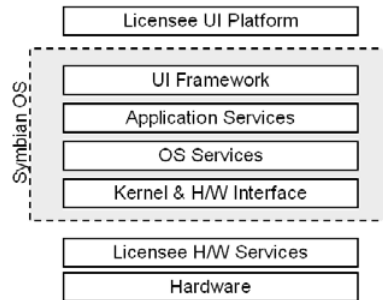 Licensee UI Platform
Symbian OS
UI Framework
Application Services
OS Services
Kernel & H/W Interface
Licensee H/W Services
Hardware